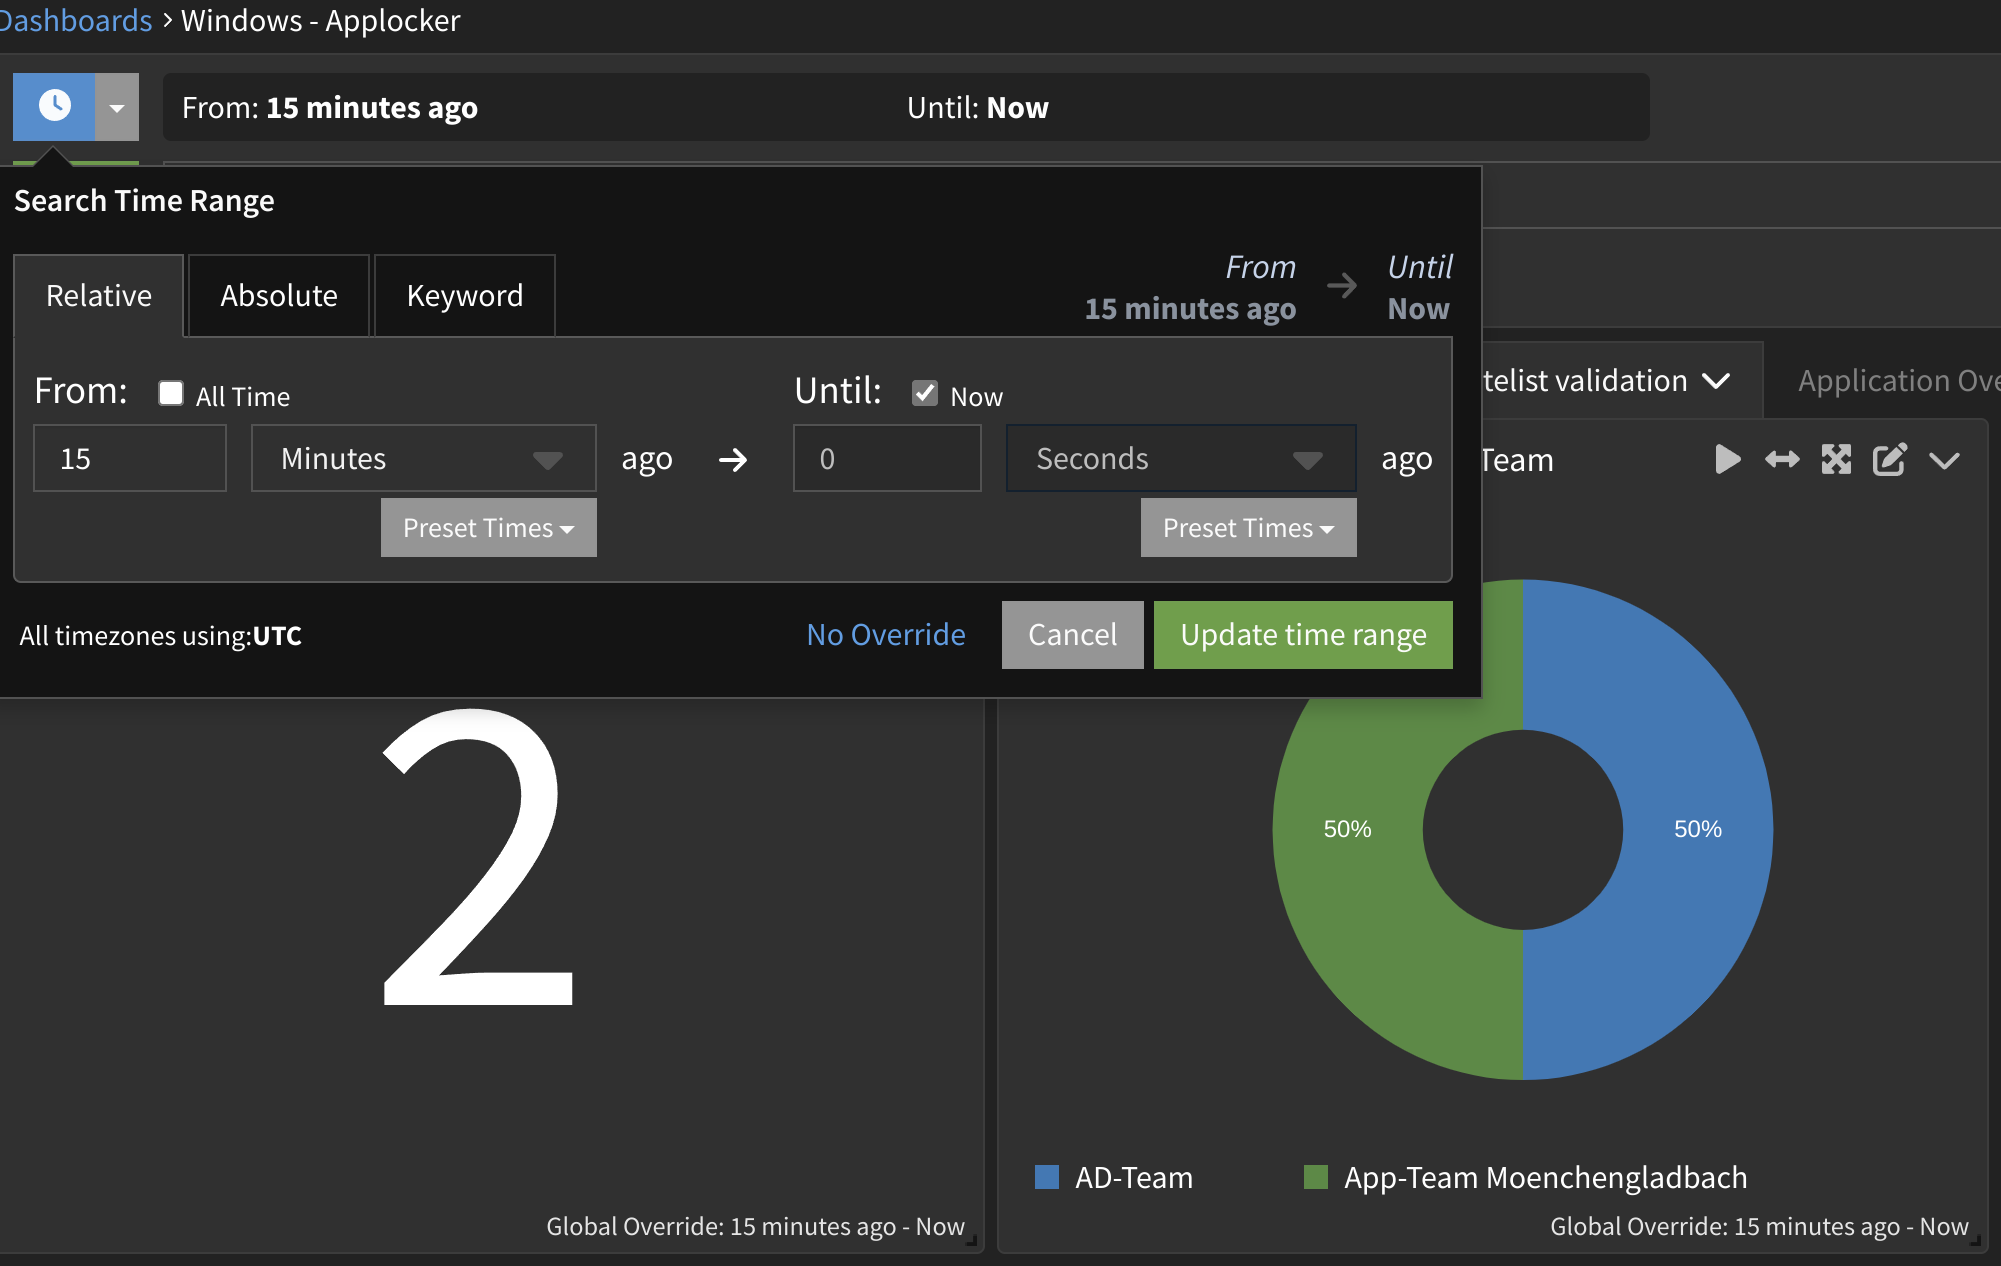 Dashboards > Windows - Applocker
From: 15 minutes ago Until: Now
Search Time Range
Relative Absolute Keyword
From Until
15 minutes ago Now
From: All Time Until: Now
15 Minutes ago 0 Seconds ago
Preset Times Preset Times
All timezones using:UTC No Override Cancel Update time range
telist validation Application Ove
Team
2
50% 50%
AD-Team App-Team Moenchengladbach
Global Override: 15 minutes ago - Now Global Override: 15 minutes ago - Now